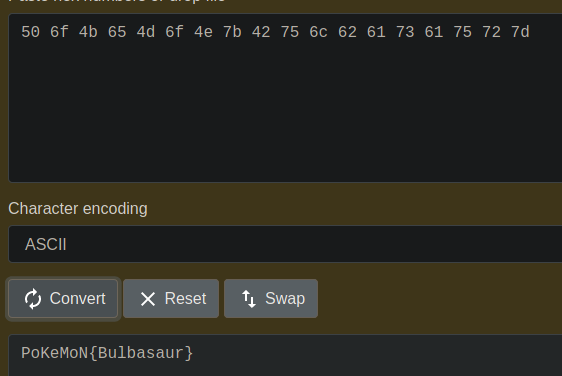 50 6f 4b 65 4d 6f 4e 7b 42 75 6c 62 61 73 61 75 72 7d
Character encoding
ASCII
Convert Reset Swap
PoKeMoN{Bulbasaur}